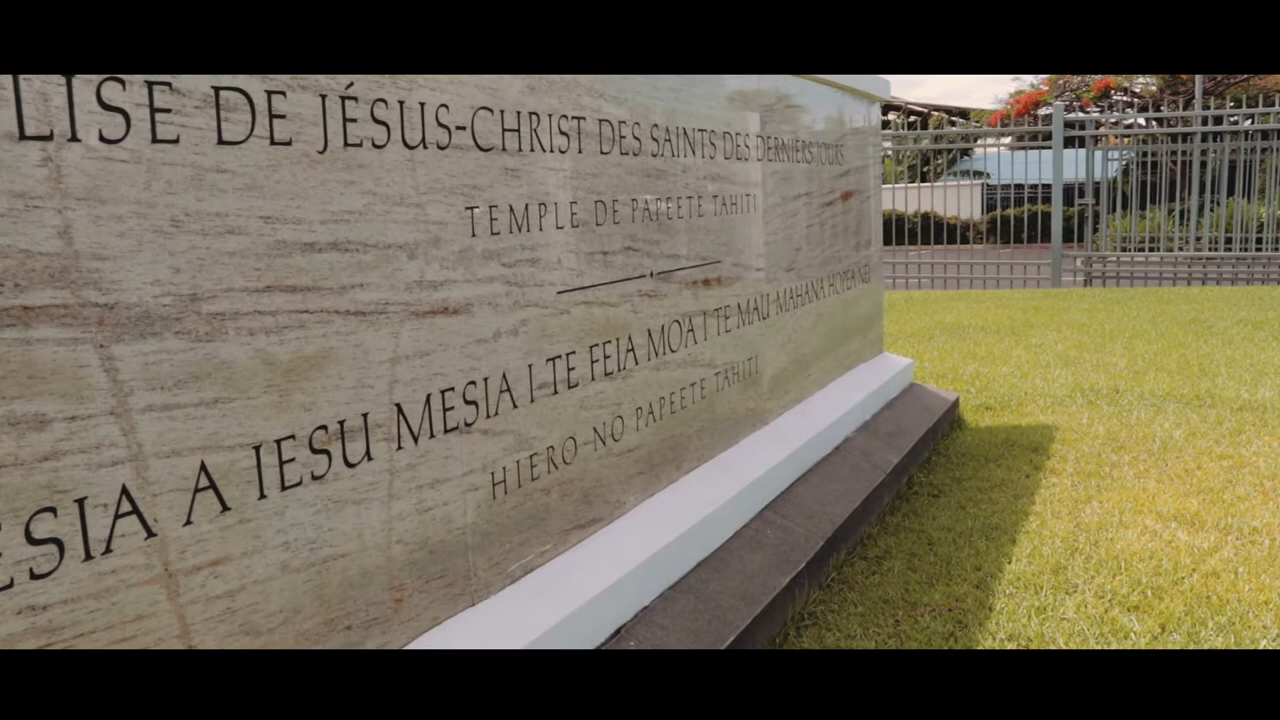 LISE DE JÉSUS-CHRIST DES SAINTS DES DERNIERS JOURS
TEMPLE DE PAPEETE TAHITI
ESIA A IESU MESIA I TE FEIA MO'A I TE MAU MAHANA HOPEA NEI
HIERO NO PAPEETE TAHITI